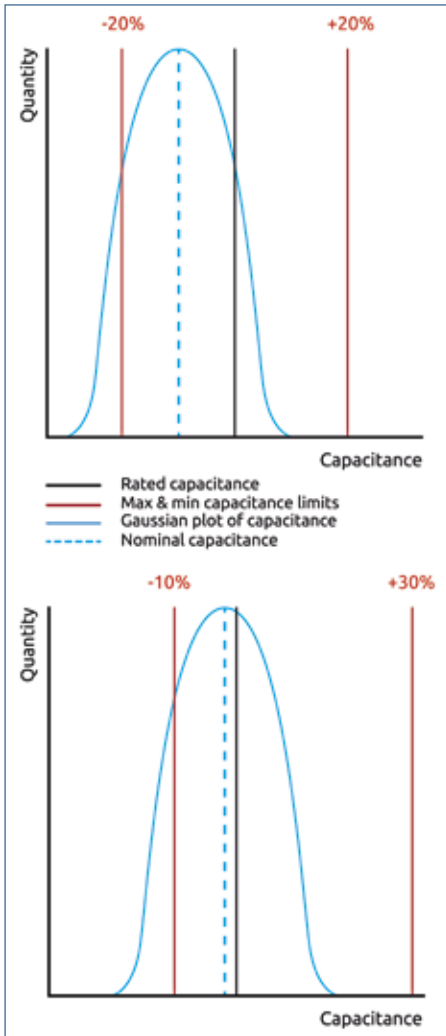 -20%
+20%
Quantity
Capacitance
Rated capacitance
Max & min capacitance limits
Gaussian plot of capacitance
Nominal capacitance
-10%
+30%
Quantity
Capacitance